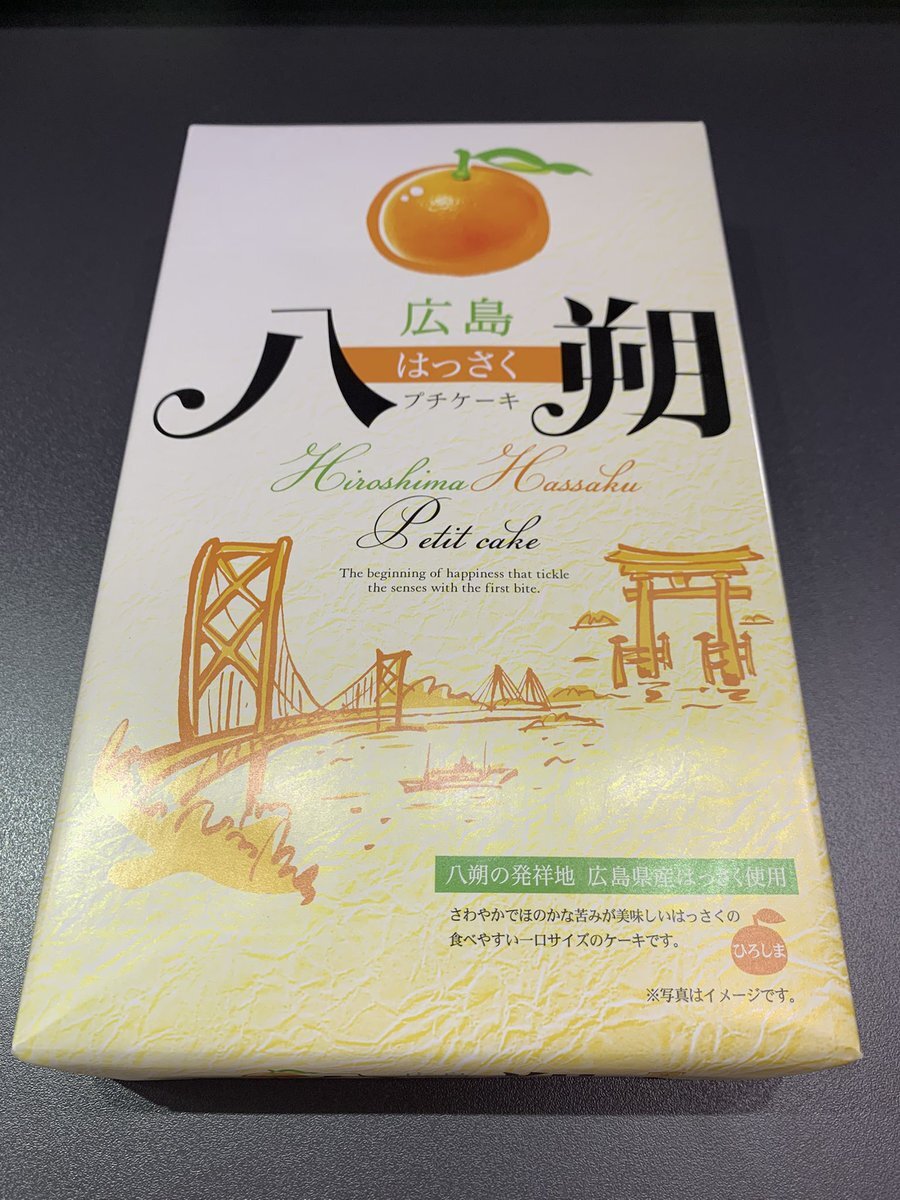 広島
八朔
はっさく
プチケーキ
Hiroshima Hassaku
Petit cake
The beginning of happiness that tickle
the senses with the first bite.
八朔の発祥地 広島県産はっさく使用
さわやかでほのかな苦みが美味しいはっさくの
食べやすい一口サイズのケーキです。
ひろしま
※写真はイメージです。